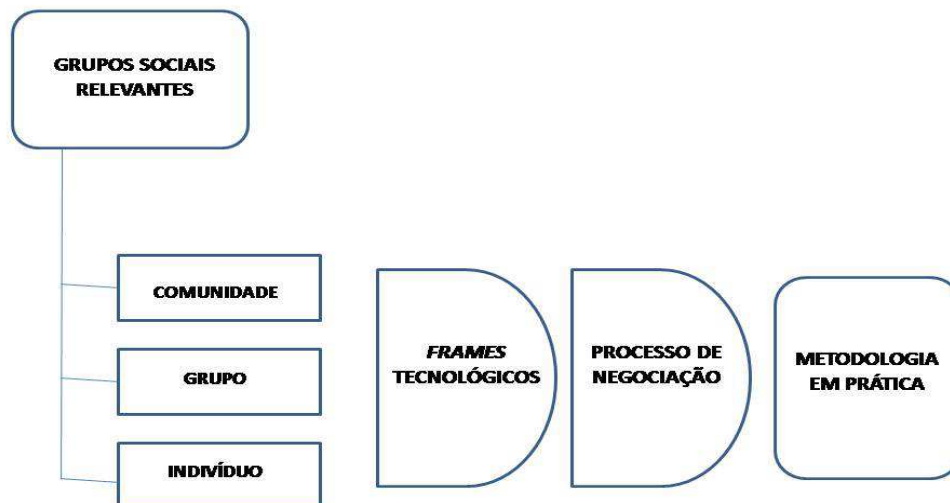 GRUPOS SOCIAIS
RELEVANTES
COMUNIDADE
GRUPO
INDIVÍDUO
FRAMES
TECNOLÓGICOS
PROCESSO DE
NEGOCIAÇÃO
METODOLOGIA
EM PRÁTICA